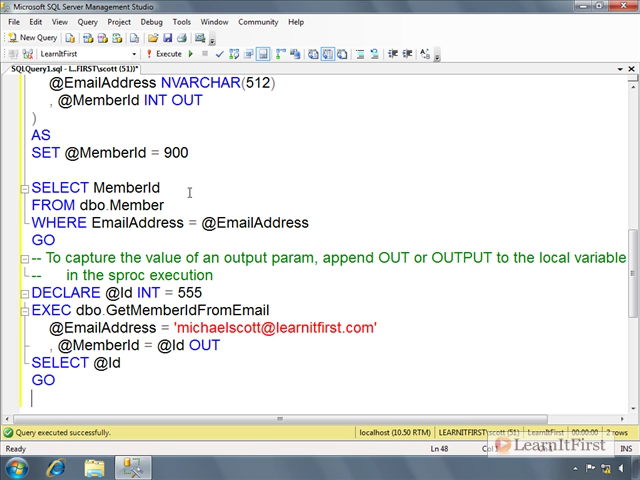 Microsoft SQL Server Management Studio
File Edit View Query Project Debug Tools Window Community Help
New Query
LearnItFirst Execute
SQLQuery1.sql - l...FIRST\scott (51))*
@EmailAddress NVARCHAR(512)
, @MemberId INT OUT
)
AS
SET @MemberId = 900
SELECT MemberId
FROM dbo.Member
WHERE EmailAddress = @EmailAddress
GO
-- To capture the value of an output param, append OUT or OUTPUT to the local variable
-- in the sproc execution
DECLARE @Id INT = 555
EXEC dbo.GetMemberIdFromEmail
@EmailAddress = 'michaelscott@learnitfirst.com'
, @MemberId = @Id OUT
SELECT @Id
GO
Query executed successfully. localhost (10.50 RTM) LEARNITFIRST\scott (51) LearnItFirst 00:00:00 2 rows
LearnItFirst
Ready Ln 48 INS